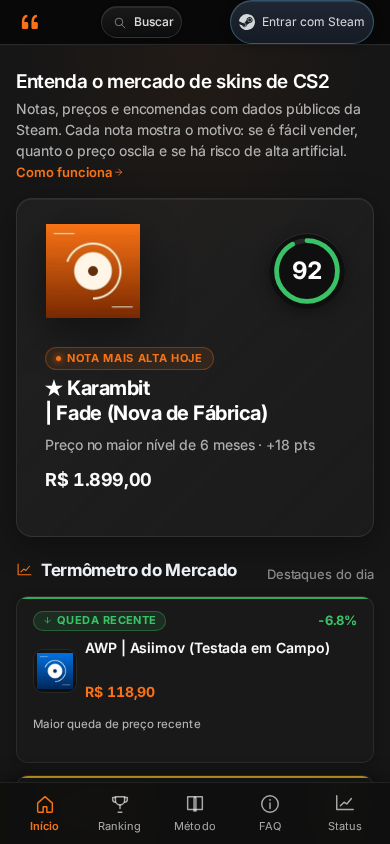 Buscar
Entrar com Steam
Entenda o mercado de skins de CS2
Notas, preços e encomendas com dados públicos da
Steam. Cada nota mostra o motivo: se é fácil vender,
quanto o preço oscila e se há risco de alta artificial.
Como funciona→
92
NOTA MAIS ALTA HOJE
★ Karambit
| Fade (Nova de Fábrica)
Preço no maior nível de 6 meses · +18 pts
R$ 1.899,00
Termômetro do Mercado
Destaques do dia
↓ QUEDA RECENTE
-6.8%
AWP | Asiimov (Testada em Campo)
R$ 118,90
Maior queda de preço recente
Início
Ranking
Método
FAQ
Status